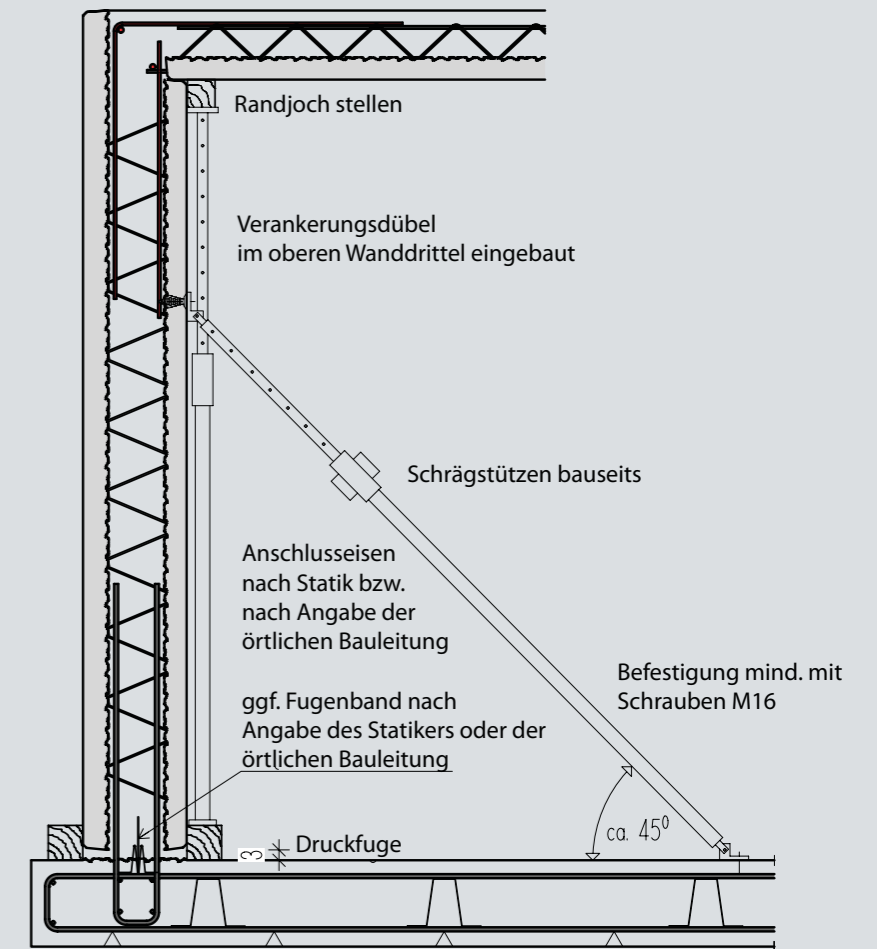 Randjoch stellen
Verankerungsdübel
im oberen Wanddrittel eingebaut
Schrägstützen bauseits
Anschlusseisen
nach Statik bzw.
nach Angabe der
örtlichen Bauleitung
Befestigung mind. mit
Schrauben M16
ggf. Fugenband nach
Angabe des Statikers oder der
örtlichen Bauleitung
ca. 45⁰
3 Druckfuge